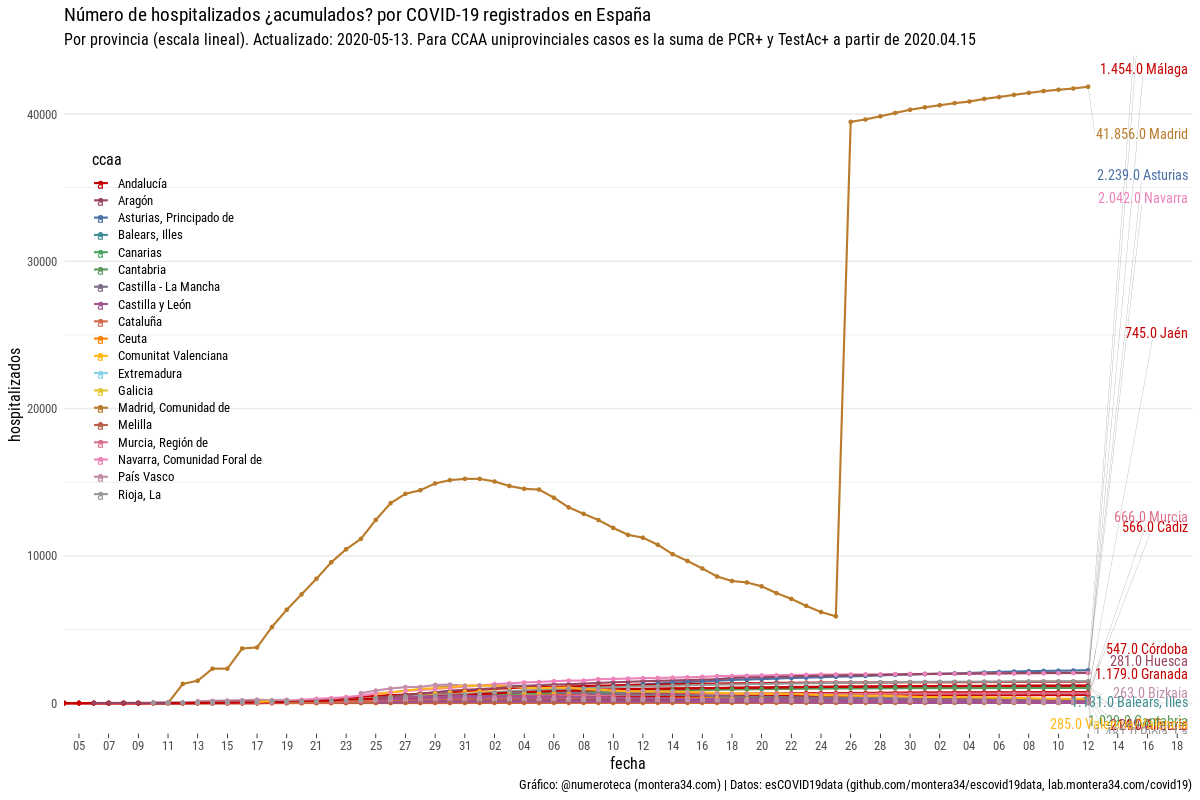 Número de hospitalizados ¿acumulados? por COVID-19 registrados en España
Por provincia (escala lineal). Actualizado: 2020-05-13. Para CCAA uniprovinciales casos es la suma de PCR+ y TestAc+ a partir de 2020.04.15
1.454.0 Málaga
40000
41.856.0 Madrid
ccaa
Andalucía
Aragón
Asturias, Principado de
Balears, Illes
Canarias
Cantabria
Castilla - La Mancha
Castilla y León
Cataluña
Ceuta
Comunitat Valenciana
Extremadura
Galicia
Madrid, Comunidad de
Melilla
Murcia, Región de
Navarra, Comunidad Foral de
País Vasco
Rioja, La
2.239.0 Asturias
2.042.0 Navarra
30000
745.0 Jaén
hospitalizados
20000
666.0 Murcia
566.0 Cádiz
10000
547.0 Córdoba
281.0 Huesca
1.179.0 Granada
263.0 Bizkaia
0
1.131.0 Balears, Illes
1.029.0 Cantabria
285.0
05 07 09 11 13 15 17 19 21 23 25 27 29 31 02 04 06 08 10 12 14 16 18 20 22 24 26 28 30 02 04 06 08 10 12 14 16 18
fecha
Gráfico: @numeroteca (montera34.com) | Datos: esCOVID19data (github.com/montera34/escovid19data, lab.montera34.com/covid19)